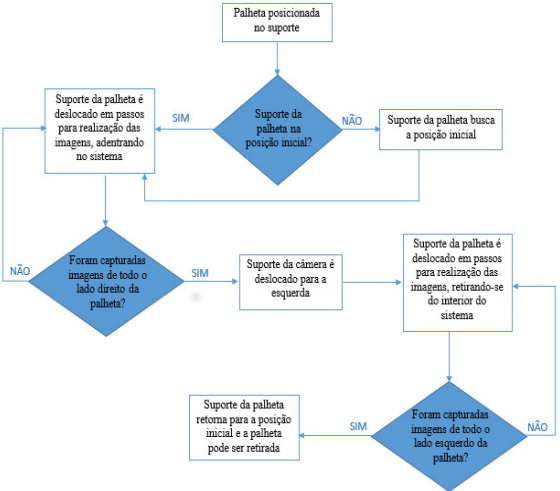 Palheta posicionada
no suporte
Suporte da palheta é
deslocado em passos
para realização das
imagens, adentrando
no sistema
SIM
Suporte da
palheta na
posição inicial?
NÃO
Suporte da palheta busca
a posição inicial
NÃO
Foram capturadas
imagens de todo o
lado direito da
palheta?
SIM
Suporte da câmera é
deslocado para a
esquerda
Suporte da palheta é
deslocado em passos
para realização das
imagens, retirando-se
do interior do
sistema
Suporte da palheta
retorna para a posição
inicial e a palheta
pode ser retirada
SIM
Foram capturadas
imagens de todo o
lado esquerdo da
palheta?
NÃO